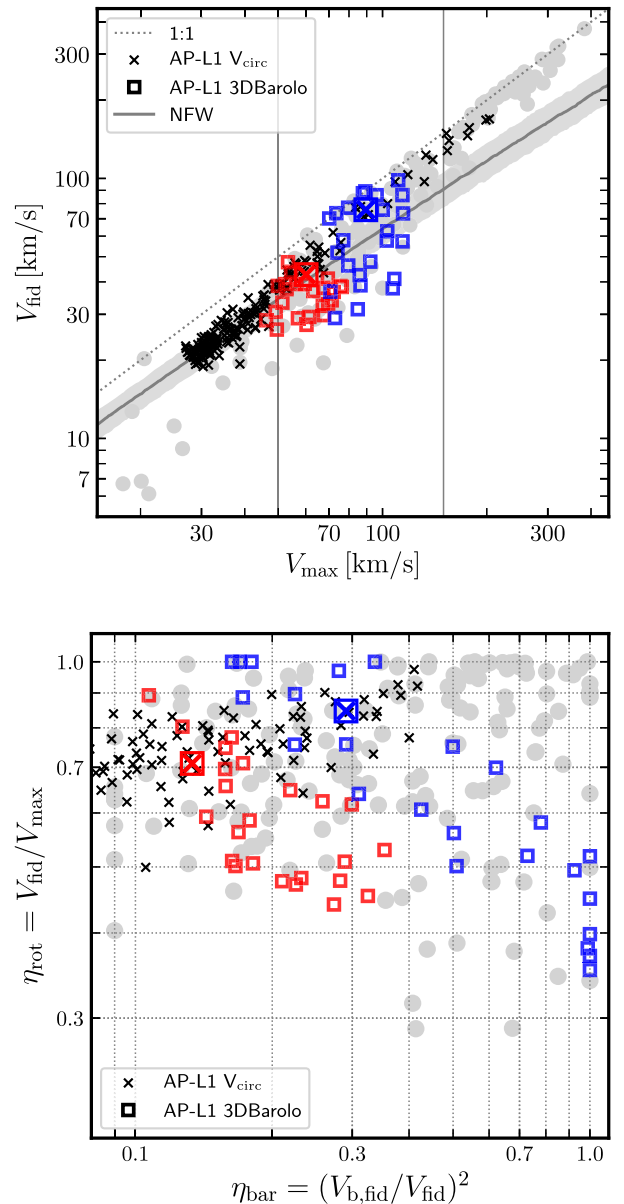 1:1
AP-L1 V_circ
AP-L1 3DBarolo
NFW
300
100
70
30
10
7
V_fid [km/s]
30 70 100 300
V_max [km/s]
1.0
0.7
0.3
η_rot = V_fid/V_max
AP-L1 V_circ
AP-L1 3DBarolo
0.1 0.3 0.7 1.0
η_bar = (V_b,fid/V_fid)^2